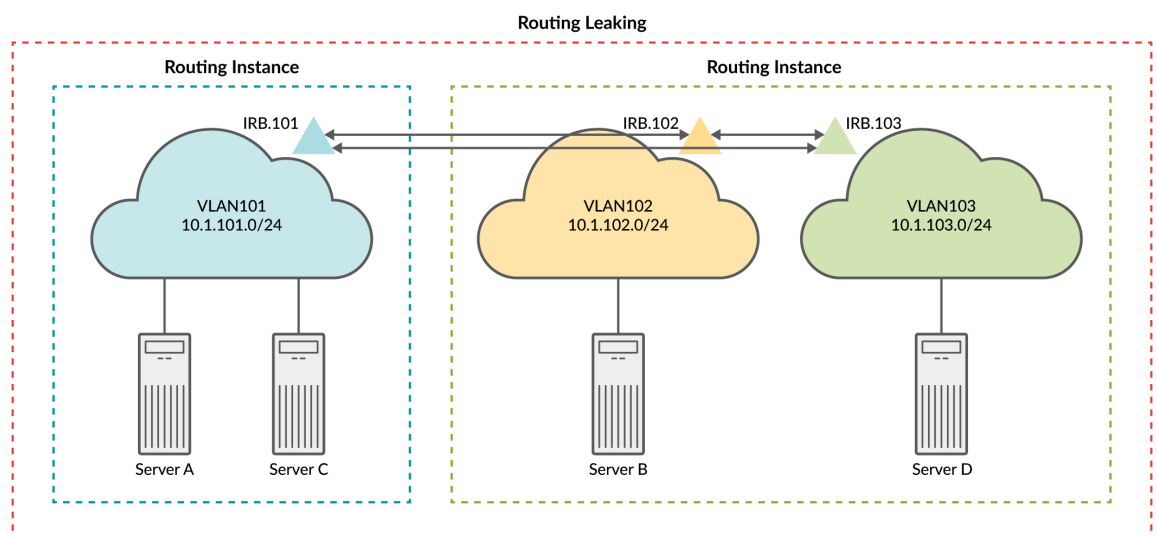 Routing Leaking
Routing Instance
Routing Instance
IRB.101
IRB.102
IRB.103
VLAN101
10.1.101.0/24
VLAN102
10.1.102.0/24
VLAN103
10.1.103.0/24
Server A
Server C
Server B
Server D